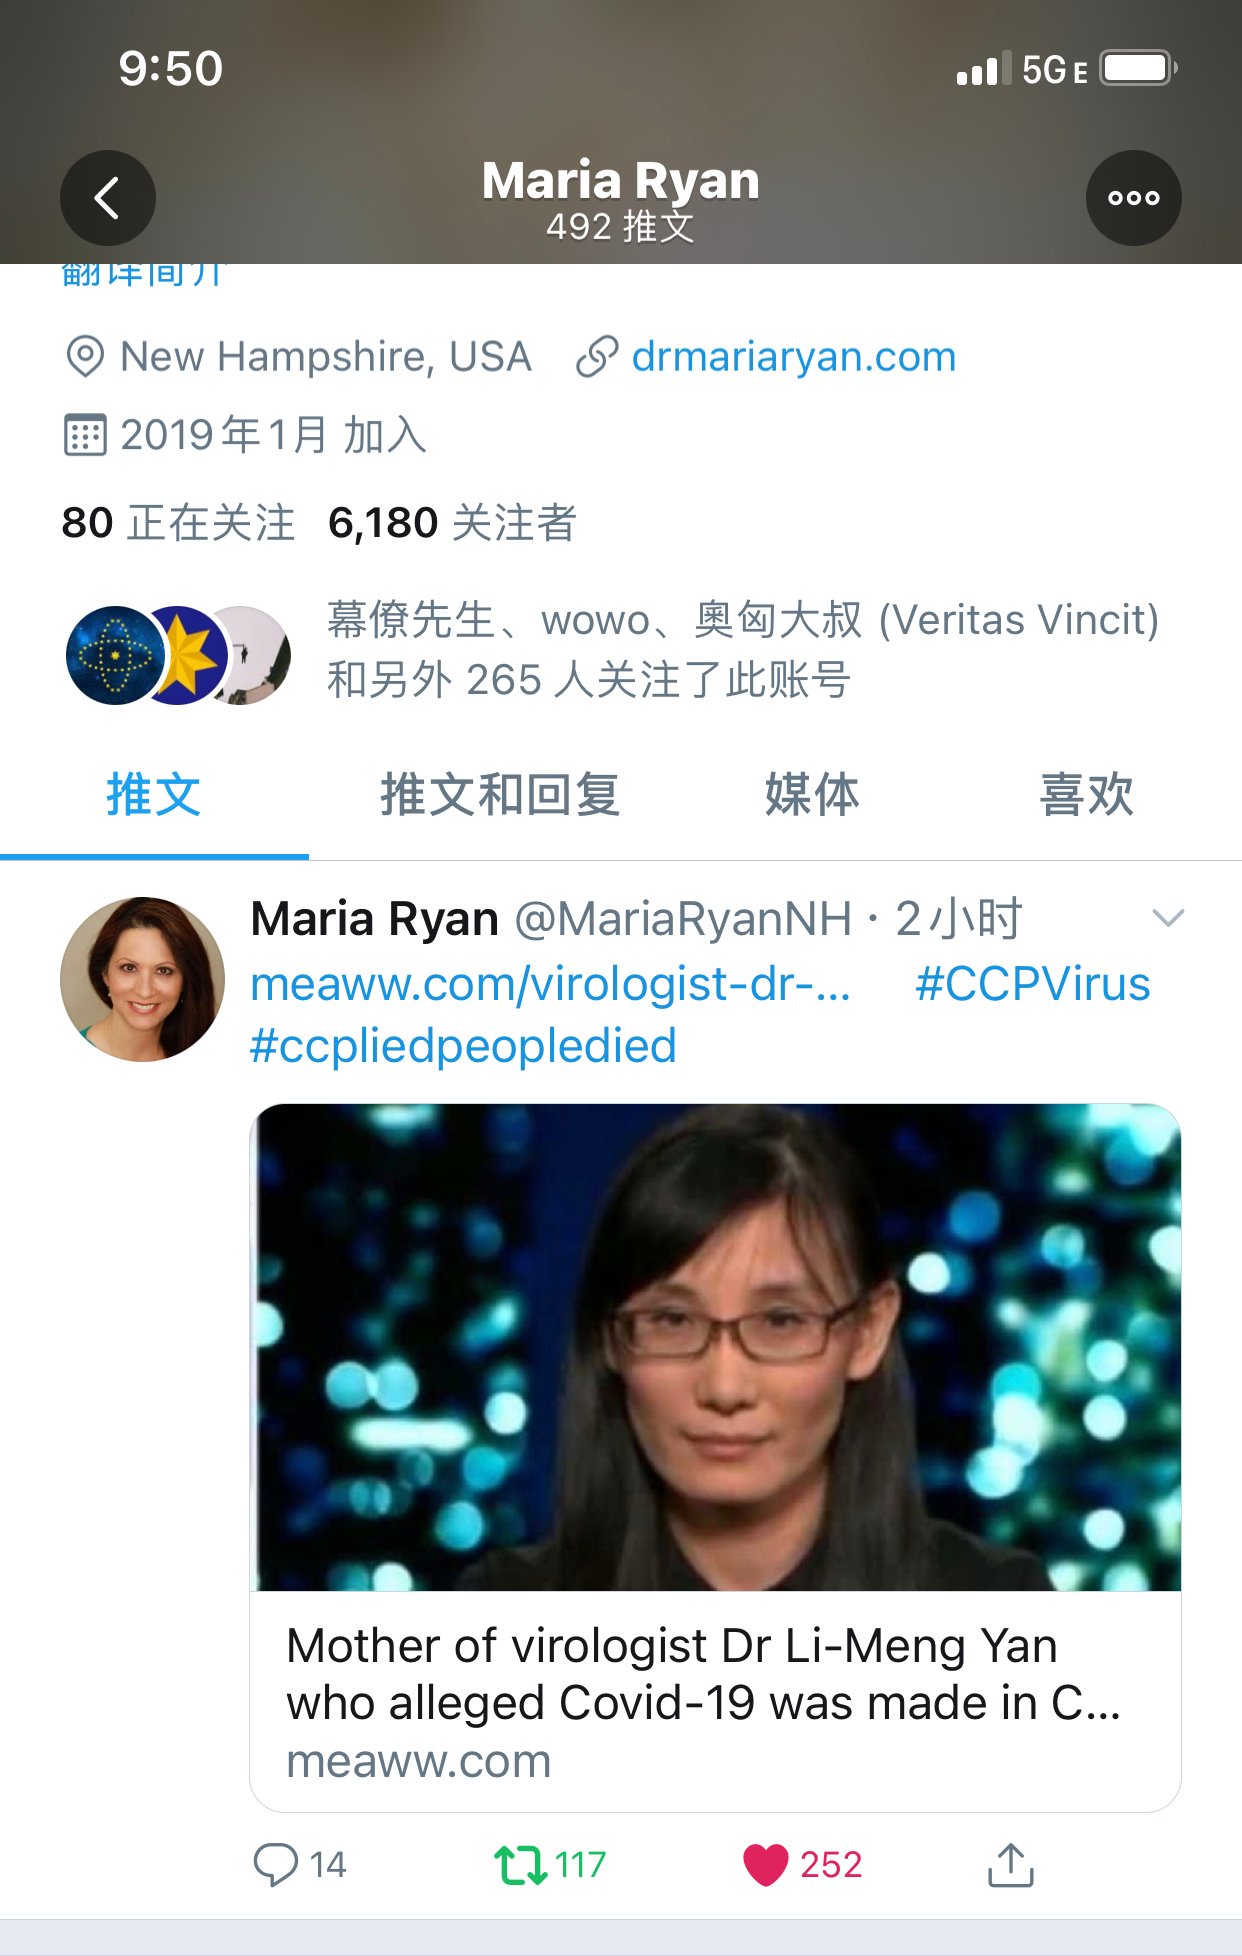 9:50
5GE
Maria Ryan
492 推文
翻译简介
New Hampshire, USA drmariaryan.com
2019年1月 加入
80 正在关注 6,180 关注者
幕僚先生、wowo、奥匈大叔 (Veritas Vincit)
和另外 265 人关注了此账号
推文 推文和回复 媒体 喜欢
Maria Ryan @MariaRyanNH · 2小时
meaww.com/virologist-dr-... #CCPVirus
#ccpliedpeopledied
Mother of virologist Dr Li-Meng Yan
who alleged Covid-19 was made in C...
meaww.com
14 117 252